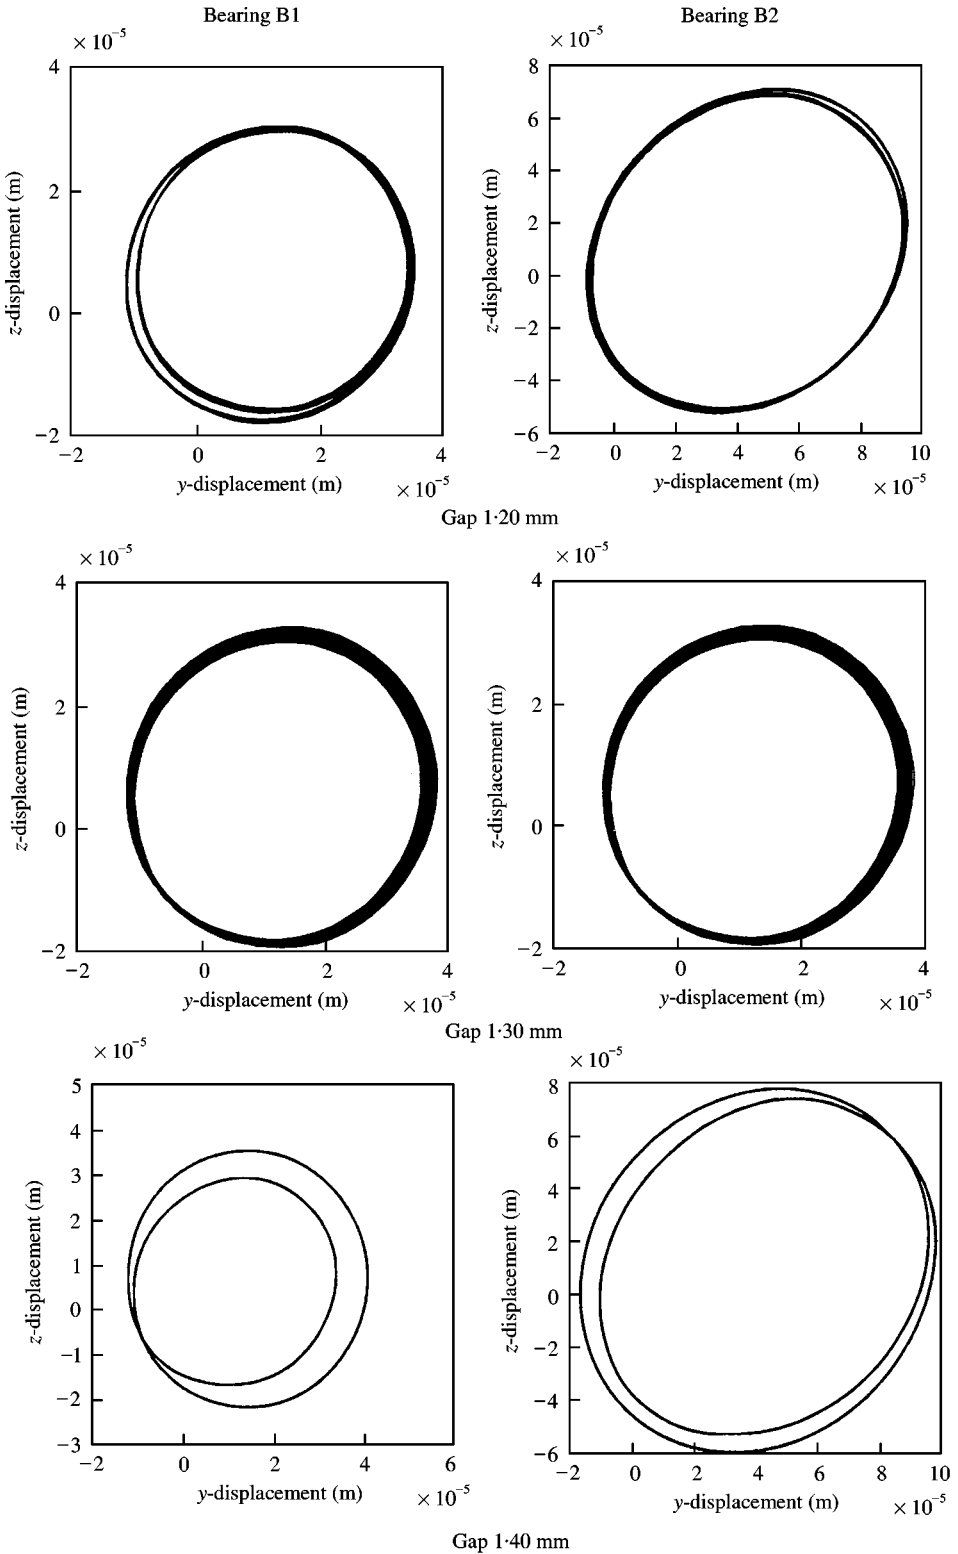 Bearing B1
Bearing B2
× 10⁻⁵
× 10⁻⁵
4
2
0
−2
z-displacement (m)
−2 0 2 4
y-displacement (m)
× 10⁻⁵
8
6
4
2
0
−2
−4
−6
z-displacement (m)
−2 0 2 4 6 8 10
y-displacement (m)
× 10⁻⁵
Gap 1·20 mm
× 10⁻⁵
× 10⁻⁵
4
2
0
−2
z-displacement (m)
−2 0 2 4
y-displacement (m)
× 10⁻⁵
4
2
0
−2
z-displacement (m)
−2 0 2 4
y-displacement (m)
× 10⁻⁵
Gap 1·30 mm
× 10⁻⁵
× 10⁻⁵
5
4
3
2
1
0
−1
−2
−3
z-displacement (m)
−2 0 2 4 6
y-displacement (m)
× 10⁻⁵
8
6
4
2
0
−2
−4
−6
z-displacement (m)
−2 0 2 4 6 8 10
y-displacement (m)
× 10⁻⁵
Gap 1·40 mm